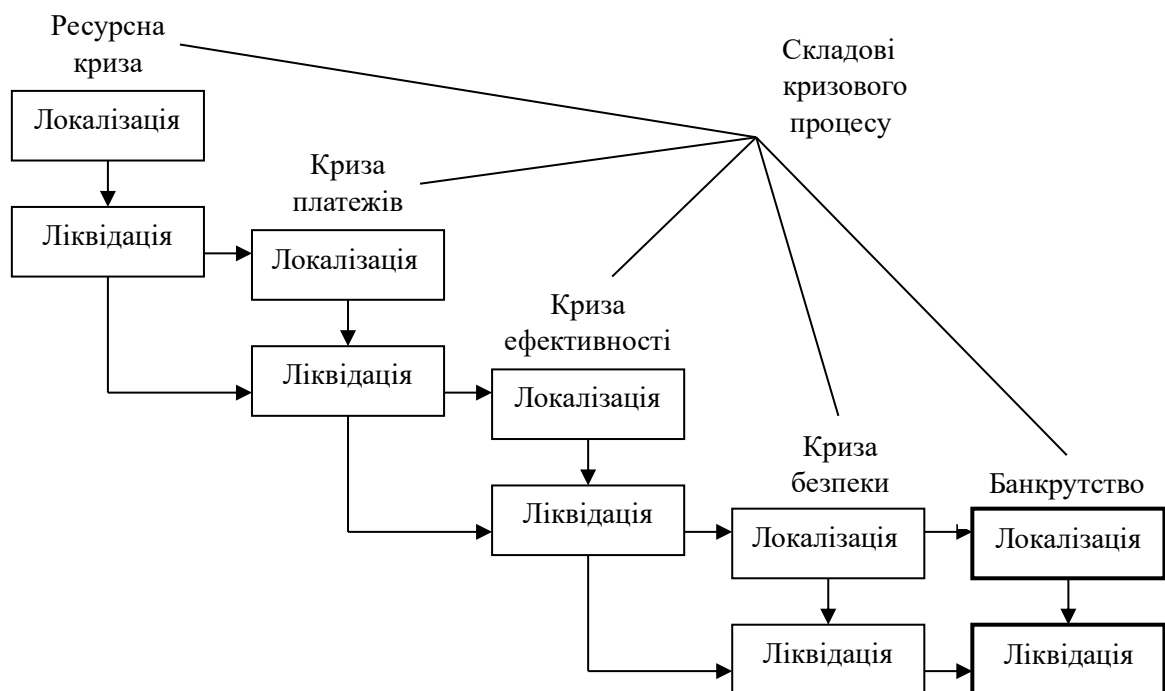 Ресурсна
криза
Складові
кризового
процесу
Локалізація
Криза
платежів
Ліквідація
Локалізація
Криза
ефективності
Ліквідація
Локалізація
Криза
безпеки
Банкрутство
Ліквідація
Локалізація
Локалізація
Ліквідація
Ліквідація